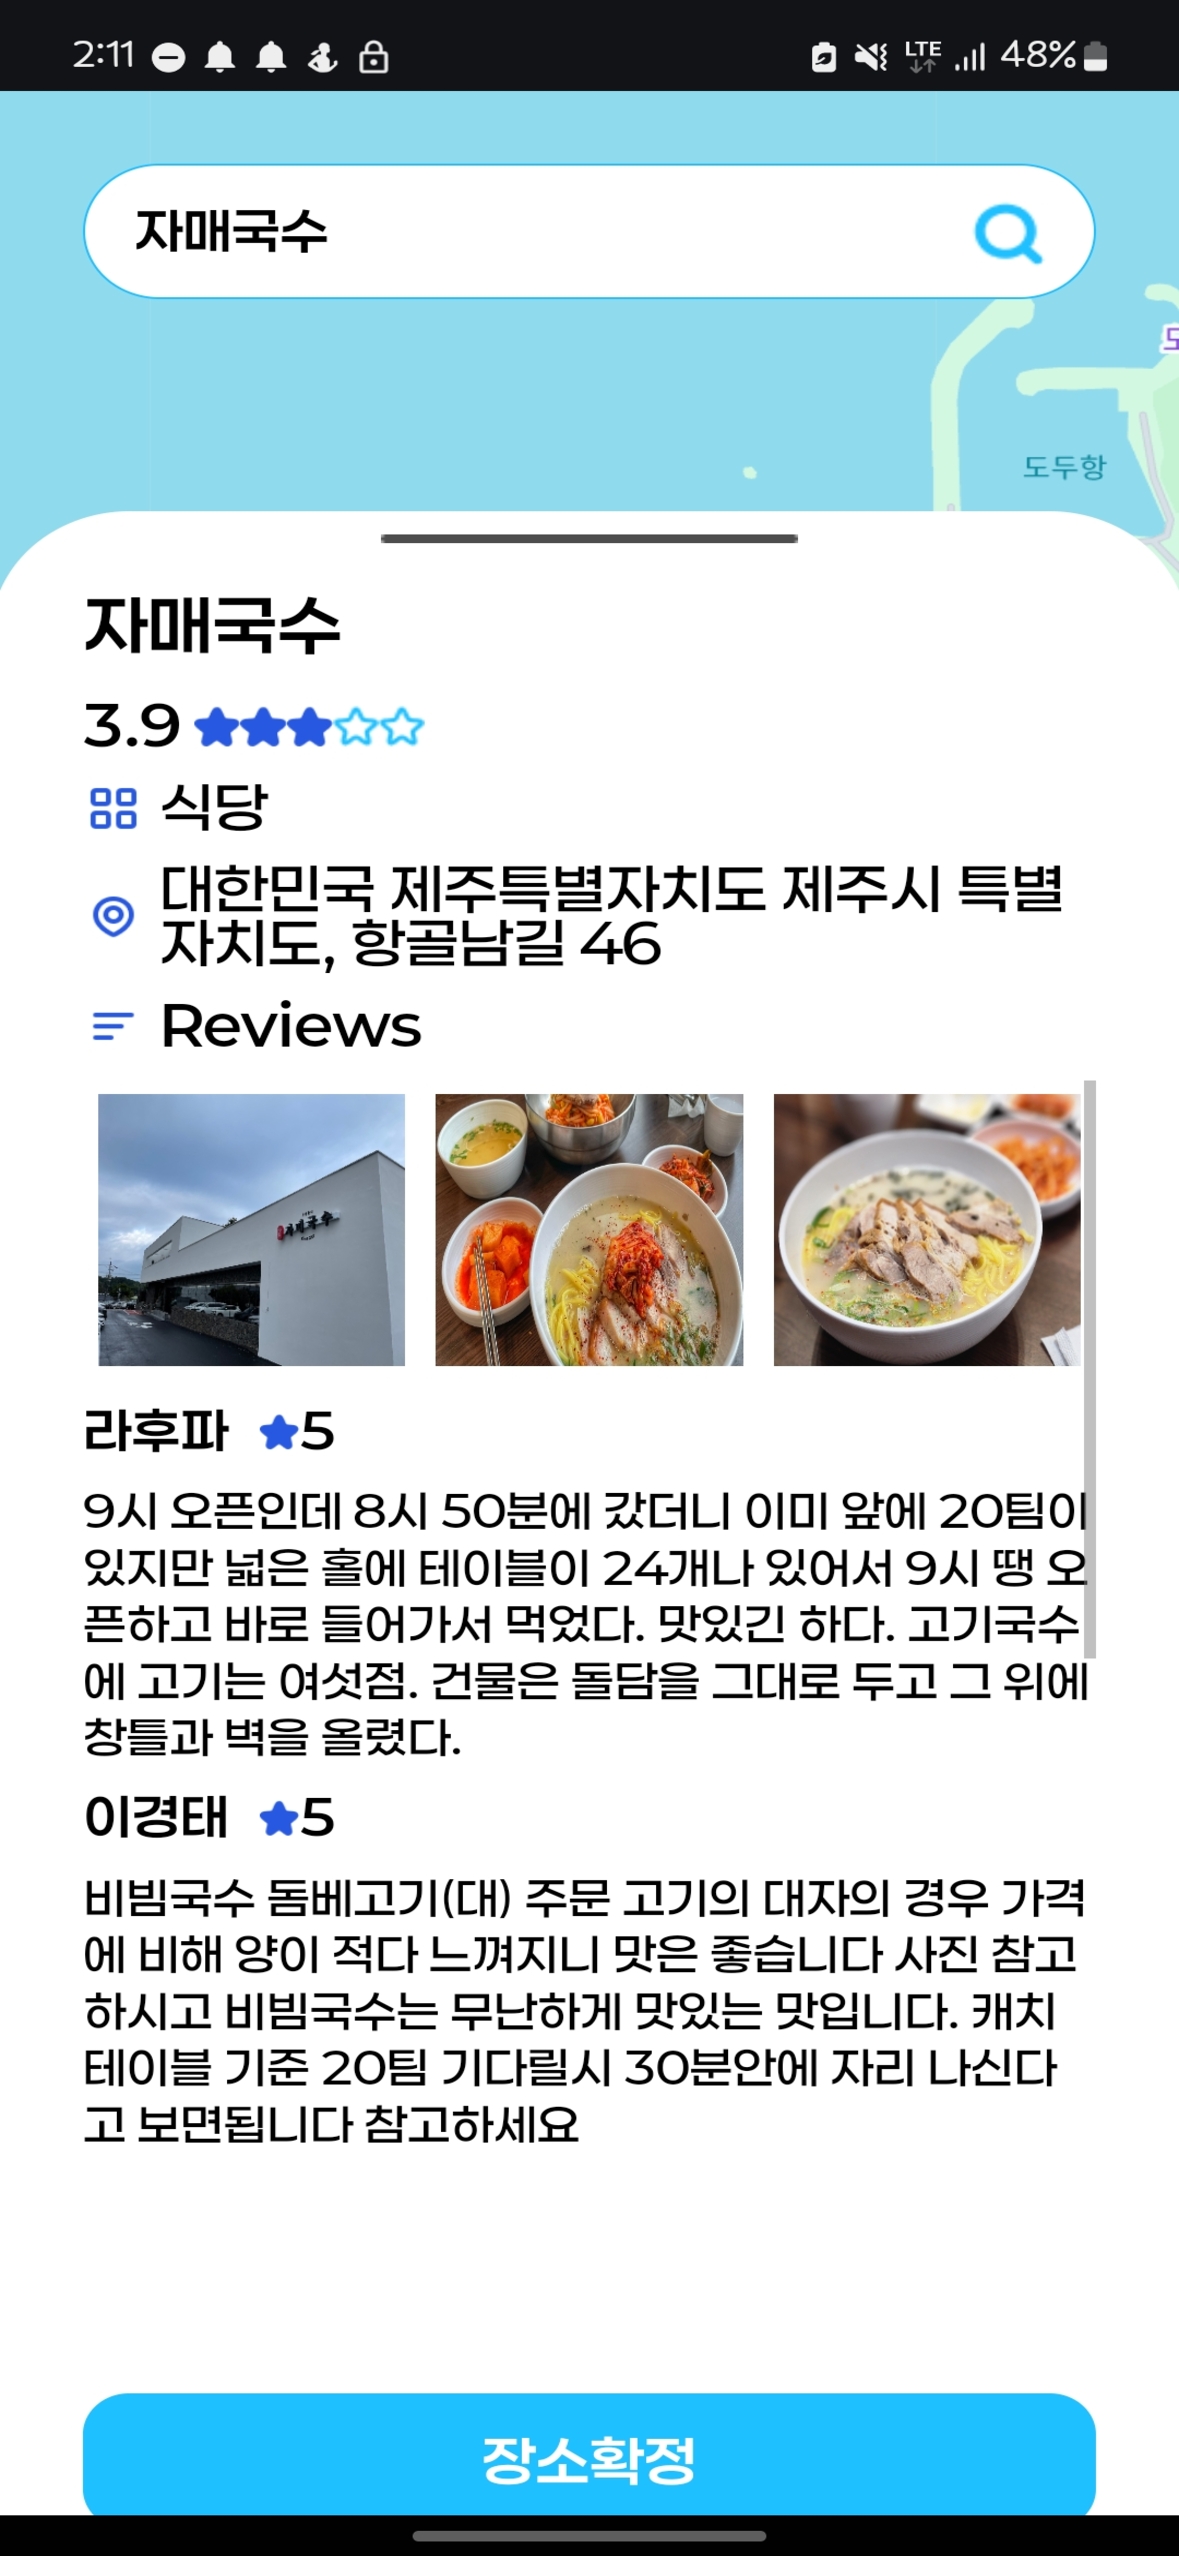 2:11
LTE
48%
자매국수
도두항
자매국수
3.9
식당
대한민국 제주특별자치도 제주시 특별
자치도, 항골남길 46
Reviews
자매국수
라후파 5
9시 오픈인데 8시 50분에 갔더니 이미 앞에 20팀이
있지만 넓은 홀에 테이블이 24개나 있어서 9시 땡 오
픈하고 바로 들어가서 먹었다. 맛있긴 하다. 고기국수
에 고기는 여섯점. 건물은 돌담을 그대로 두고 그 위에
창틀과 벽을 올렸다.
이경태 5
비빔국수 돔베고기(대) 주문 고기의 대자의 경우 가격
에 비해 양이 적다 느껴지니 맛은 좋습니다 사진 참고
하시고 비빔국수는 무난하게 맛있는 맛입니다. 캐치
테이블 기준 20팀 기다릴시 30분안에 자리 나신다
고 보면됩니다 참고하세요
장소확정